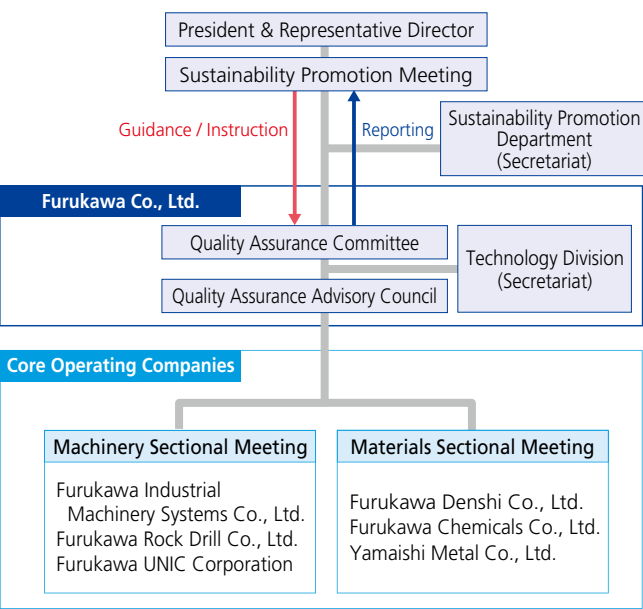 President & Representative Director
Sustainability Promotion Meeting
Guidance / Instruction
Reporting
Sustainability Promotion
Department
(Secretariat)
Furukawa Co., Ltd.
Quality Assurance Committee
Technology Division
(Secretariat)
Quality Assurance Advisory Council
Core Operating Companies
Machinery Sectional Meeting
Furukawa Industrial
Machinery Systems Co., Ltd.
Furukawa Rock Drill Co., Ltd.
Furukawa UNIC Corporation
Materials Sectional Meeting
Furukawa Denshi Co., Ltd.
Furukawa Chemicals Co., Ltd.
Yamaishi Metal Co., Ltd.